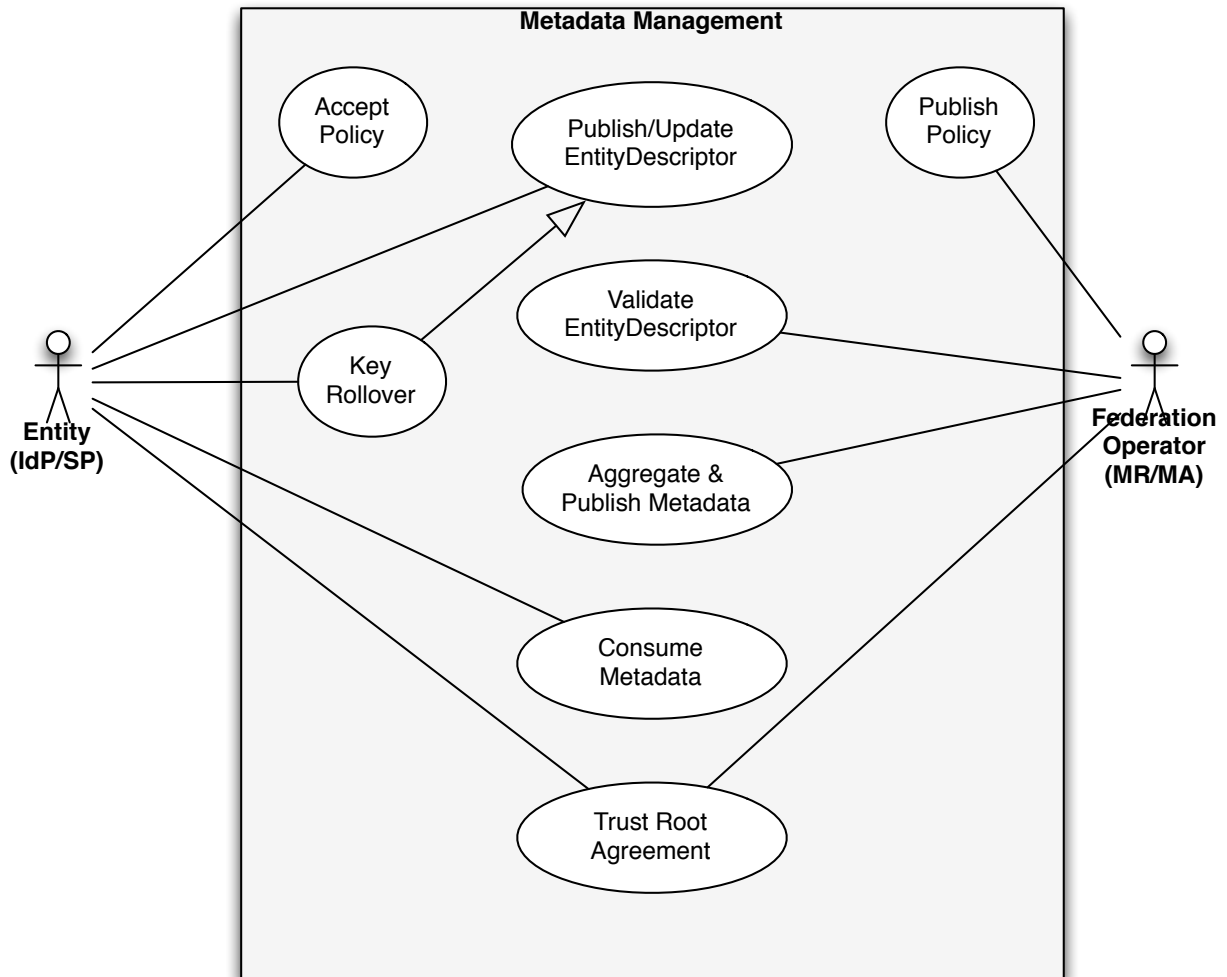 Metadata Management
Accept
Policy
Publish/Update
EntityDescriptor
Publish
Policy
Validate
EntityDescriptor
Key
Rollover
Entity
(IdP/SP)
Federation
Operator
(MR/MA)
Aggregate &
Publish Metadata
Consume
Metadata
Trust Root
Agreement